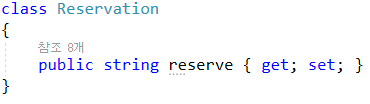 class Reservation
{
참조 8개
public string reserve { get; set; }
}